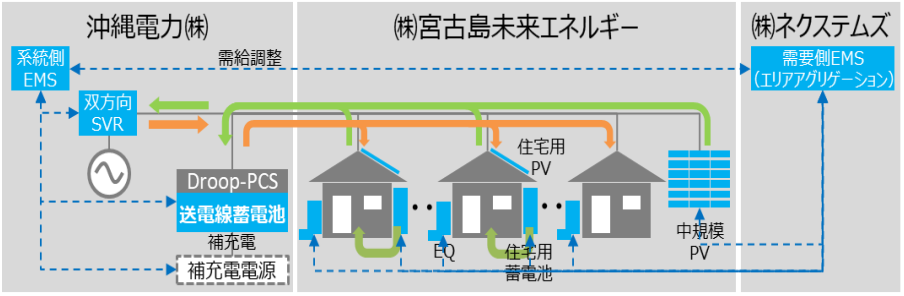 沖縄電力㈱
㈱宮古島未来エネルギー
㈱ネクステムズ
系統側
EMS
需給調整
需要側EMS
(エリアアグリゲーション)
双方向
SVR
住宅用
PV
Droop-PCS
送電線蓄電池
補充電
補充電電源
EQ
住宅用
蓄電池
中規模
PV